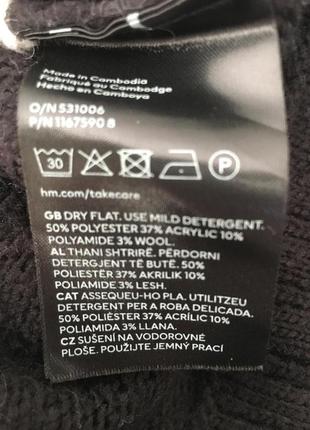 Made in Cambodia
Fabriqué au Cambodge
Hecho en Camboya
O/N 531006
P/N 1167590 8
30
P
hm.com/takecare
GB DRY FLAT. USE MILD DETERGENT.
50% POLYESTER 37% ACRYLIC 10%
POLYAMIDE 3% WOOL.
AL THANI SHTRIRË. PËRDORNI
DETERGJENT TË BUTË. 50%
POLIESTËR 37% AKRILIK 10%
POLIAMID 3% LESH.
CAT ASSEQUEU-HO PLA. UTILITZEU
DETERGENT PER A ROBA DELICADA.
50% POLIÈSTER 37% ACRÍLIC 10%
POLIAMIDA 3% LLANA.
CZ SUŠENÍ NA VODOROVNÉ
PLOŠE. POUŽIJTE JEMNÝ PRACÍ